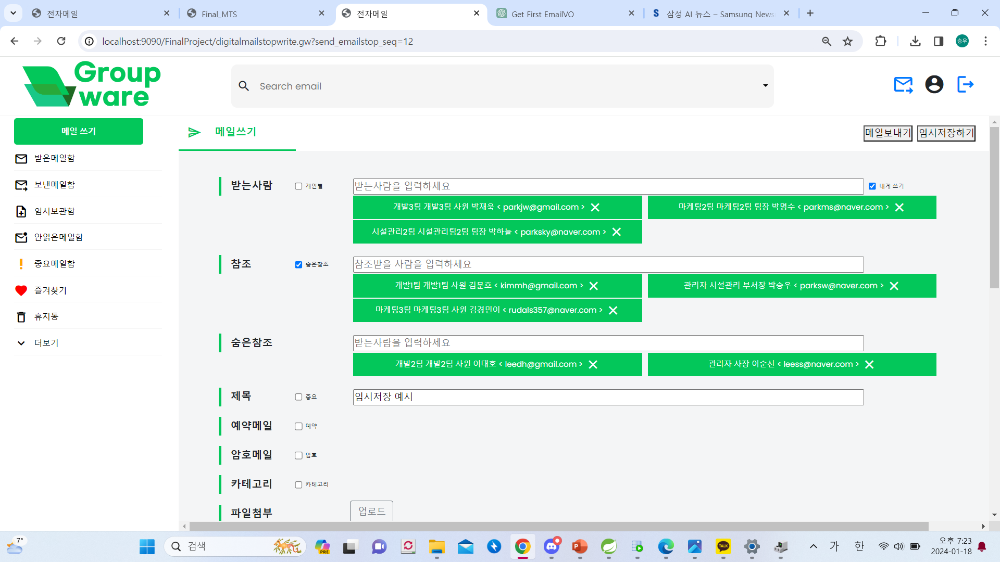 전자메일
Final_MTS
전자메일
Get First EmailVO
삼성 AI 뉴스 – Samsung News
localhost:9090/FinalProject/digitalmailstopwrite.gw?send_emailstop_seq=12
승우
Group
ware
Search email
메일 쓰기
받은메일함
보낸메일함
임시보관함
안읽은메일함
중요메일함
즐겨찾기
휴지통
더보기
메일쓰기
메일보내기 임시저장하기
받는사람 개인별 받는사람을 입력하세요 내게 쓰기
개발3팀 개발3팀 사원 박재욱 < parkjw@gmail.com > 마케팅2팀 마케팅2팀 팀장 박명수 < parkms@naver.com >
시설관리2팀 시설관리팀2팀 팀장 박하늘 < parksky@naver.com >
참조 숨은참조 참조받을 사람을 입력하세요
개발1팀 개발1팀 사원 김문호 < kimmh@gmail.com > 관리자 시설관리 부서장 박승우 < parksw@naver.com >
마케팅3팀 마케팅3팀 사원 김경민이 < rudals357@naver.com >
숨은참조 받는사람을 입력하세요
개발2팀 개발2팀 사원 이대호 < leedh@gmail.com > 관리자 사장 이순신 < leess@naver.com >
제목 중요 임시저장 예시
예약메일 예약
암호메일 암호
카테고리 카테고리
파일첨부 업로드
7°
검색
PRE
TALK
가 한
오후 7:23
2024-01-18